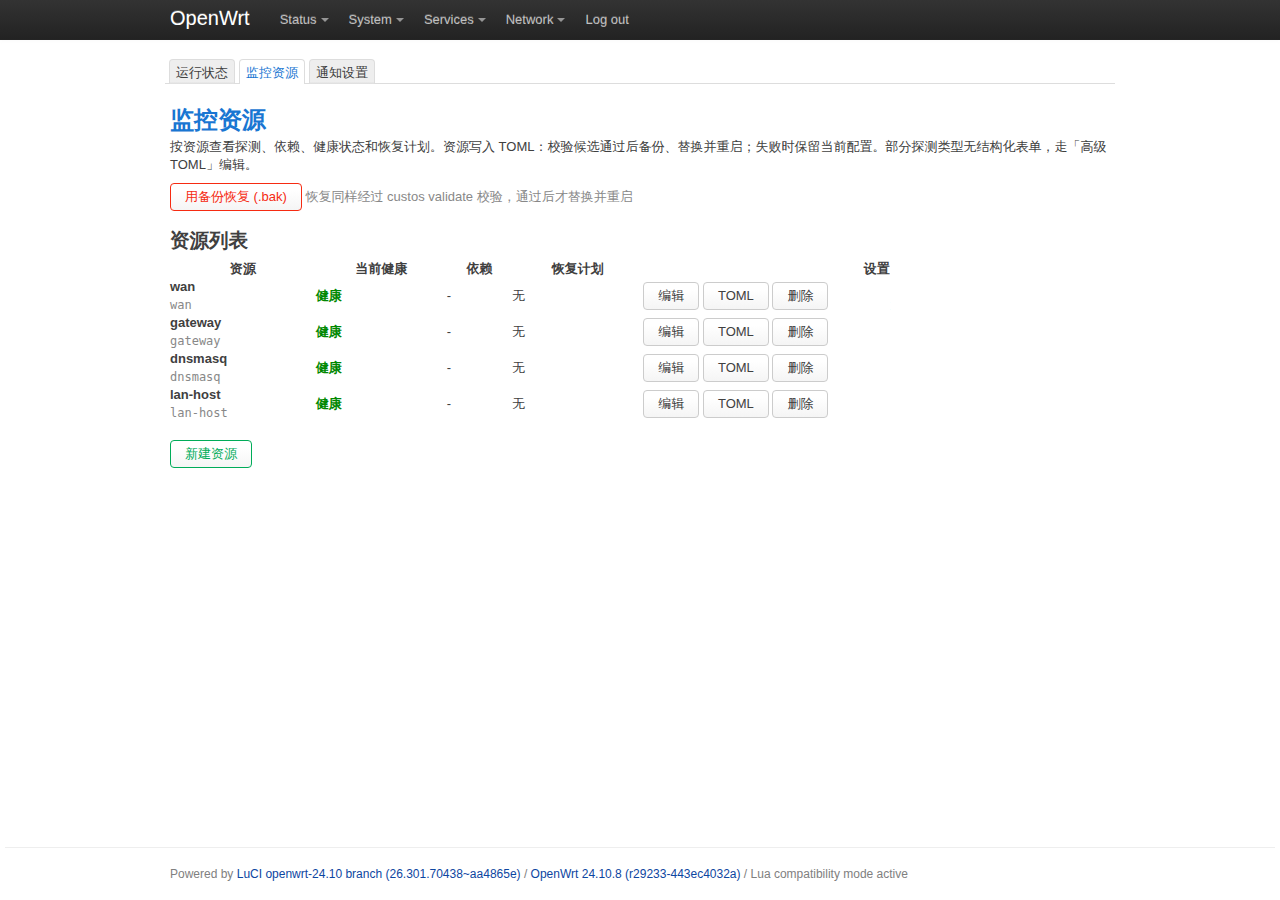 OpenWrt Status System Services Network Log out
运行状态 监控资源 通知设置
监控资源
按资源查看探测、依赖、健康状态和恢复计划。资源写入 TOML：校验候选通过后备份、替换并重启；失败时保留当前配置。部分探测类型无结构化表单，走「高级
TOML」编辑。
用备份恢复 (.bak) 恢复同样经过 custos validate 校验，通过后才替换并重启
资源列表
资源 当前健康 依赖 恢复计划 设置
wan
wan 健康 - 无 编辑 TOML 删除
gateway
gateway 健康 - 无 编辑 TOML 删除
dnsmasq
dnsmasq 健康 - 无 编辑 TOML 删除
lan-host
lan-host 健康 - 无 编辑 TOML 删除
新建资源
Powered by LuCI openwrt-24.10 branch (26.301.70438~aa4865e) / OpenWrt 24.10.8 (r29233-443ec4032a) / Lua compatibility mode active